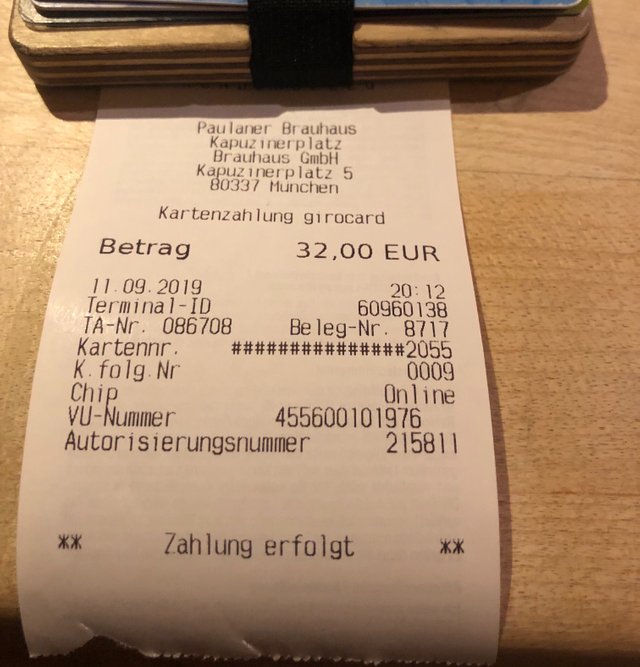 Paulaner Brauhaus
Kapuzinerplatz
Brauhaus GmbH
Kapuzinerplatz 5
80337 München
Kartenzahlung girocard
Betrag 32,00 EUR
11.09.2019 20:12
Terminal-ID 60960138
TA-Nr. 086708 Beleg-Nr. 8717
Kartennr. ###############2055
K.folg.Nr 0009
Chip Online
VU-Nummer 455600101976
Autorisierungsnummer 215811
** Zahlung erfolgt **